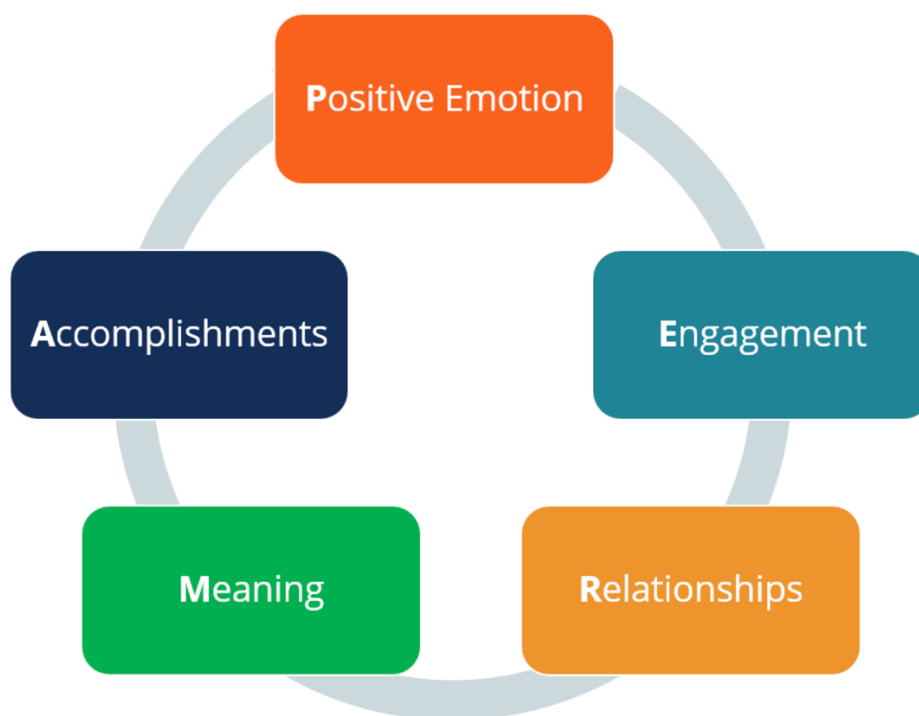 Positive Emotion
Engagement
Relationships
Meaning
Accomplishments